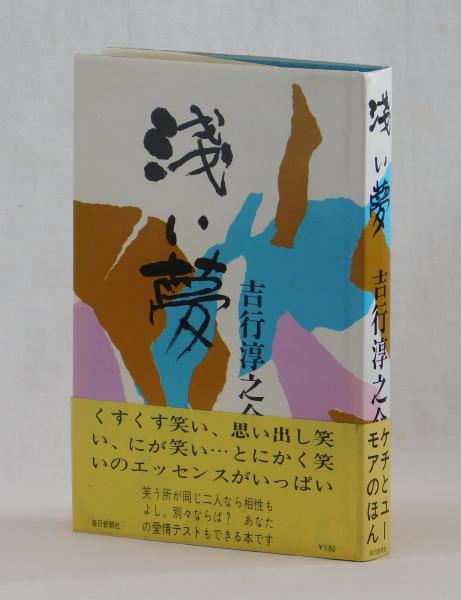 浅い夢
吉行淳之介
くすくす笑い、思い出し笑
い、にが笑い…とにかく笑
いのエッセンスがいっぱい
笑う所が同じ二人なら相性も
よし。別々ならば？　あなた
の愛情テストもできる本です
毎日新聞社
¥580
浅い夢
吉行淳之介
ケチとユー
モアのほん
毎日新聞社